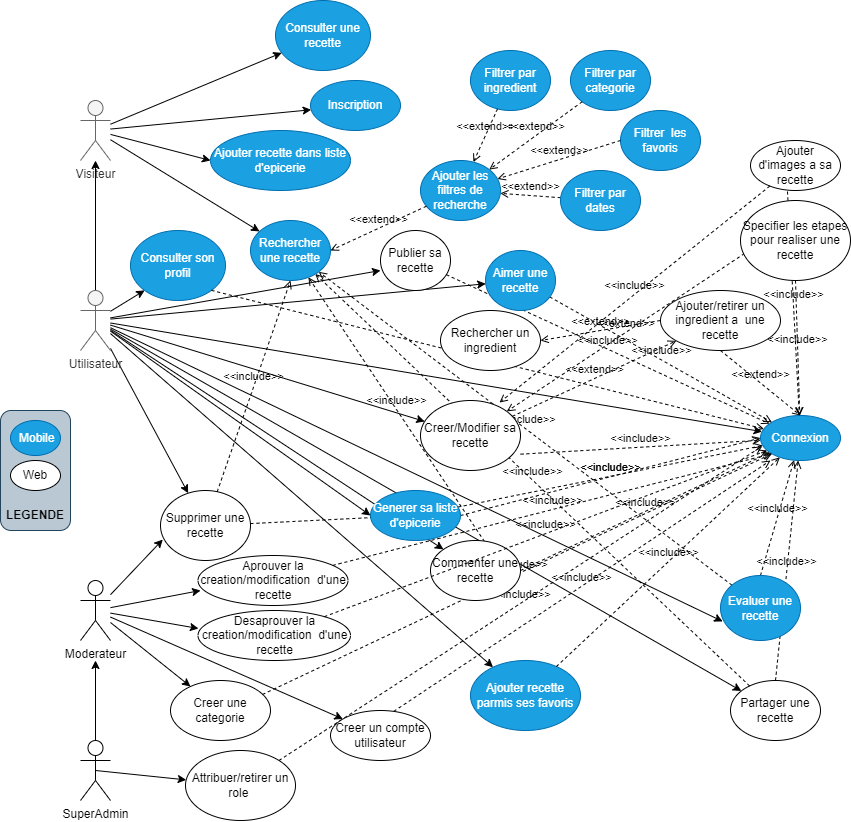 Consulter une
recette
Inscription
Ajouter recette dans liste
d'epicerie
Visiteur
Filtrer par
ingredient
Filtrer par
categorie
<<extend>>
<<extend>>
Filtrer les
favoris
<<extend>>
Ajouter les
filtres de
recherche
<<extend>>
Filtrer par
dates
<<extend>>
Ajouter
d'images a sa
recette
Specifier les etapes
pour realiser une
recette
Rechercher
une recette
Consulter son
profil
Publier sa
recette
Aimer une
recette
<<include>>
<<include>>
Ajouter/retirer un
ingredient a une
recette
Rechercher un
ingredient
<<extend>>
<<extend>>
<<include>>
<<include>>
<<include>>
Utilisateur
<<include>>
<<extend>>
<<extend>>
<<include>>
Mobile
Web
LEGENDE
Creer/Modifier sa
recette
include>>
<<include>>
Connexion
<<include>>
<<include>>
<<include>>
<<include>>
<<include>>
Supprimer une
recette
Generer sa liste
d'epicerie
<<include>>
<<include>>
<<include>>
Commenter une
recette
<<include>>
<<include>>
Aprouver la
creation/modification d'une
recette
<<include>>
Desaprouver la
creation/modification d'une
recette
Evaluer une
recette
Moderateur
Creer une
categorie
Ajouter recette
parmis ses favoris
Partager une
recette
Creer un compte
utilisateur
Attribuer/retirer un
role
SuperAdmin